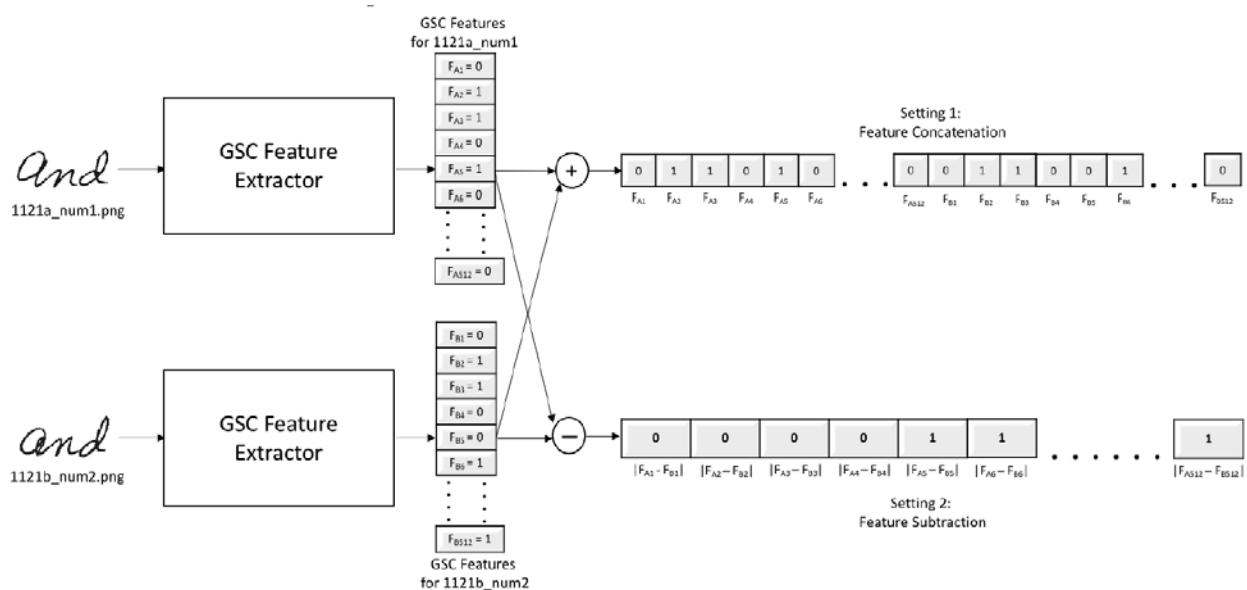 GSC Features
for 1121a_num1
F_A1 = 0
F_A2 = 1
F_A3 = 1
F_A4 = 0
F_A5 = 1
F_A6 = 0
F_A512 = 0
and
1121a_num1.png
GSC Feature
Extractor
+
Setting 1:
Feature Concatenation
0 1 1 0 1 0 . . . 0 0 1 1 0 0 1 . . . 0
F_A1 F_A2 F_A3 F_A4 F_A5 F_A6 F_A512 F_B1 F_B2 F_B3 F_B4 F_B5 F_B6 F_B512
and
1121b_num2.png
GSC Feature
Extractor
F_B1 = 0
F_B2 = 1
F_B3 = 1
F_B4 = 0
F_B5 = 0
F_B6 = 1
F_B512 = 1
GSC Features
for 1121b_num2
−
0 0 0 0 1 1 . . . . . . 1
|F_A1 − F_B1| |F_A2 − F_B2| |F_A3 − F_B3| |F_A4 − F_B4| |F_A5 − F_B5| |F_A6 − F_B6| |F_A512 − F_B512|
Setting 2:
Feature Subtraction